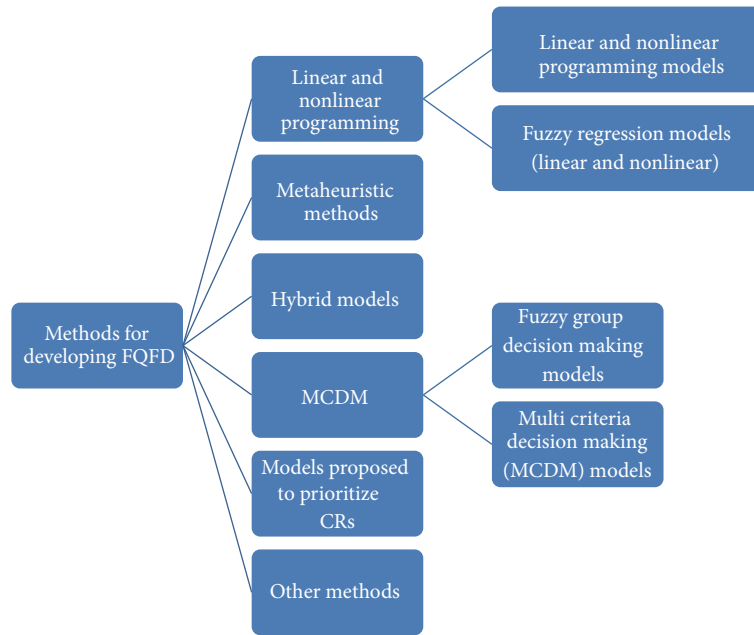 Methods for
developing FQFD
Linear and
nonlinear
programming
Linear and nonlinear
programming models
Fuzzy regression models
(linear and nonlinear)
Metaheuristic
methods
Hybrid models
MCDM
Fuzzy group
decision making
models
Multi criteria
decision making
(MCDM) models
Models proposed
to prioritize
CRs
Other methods